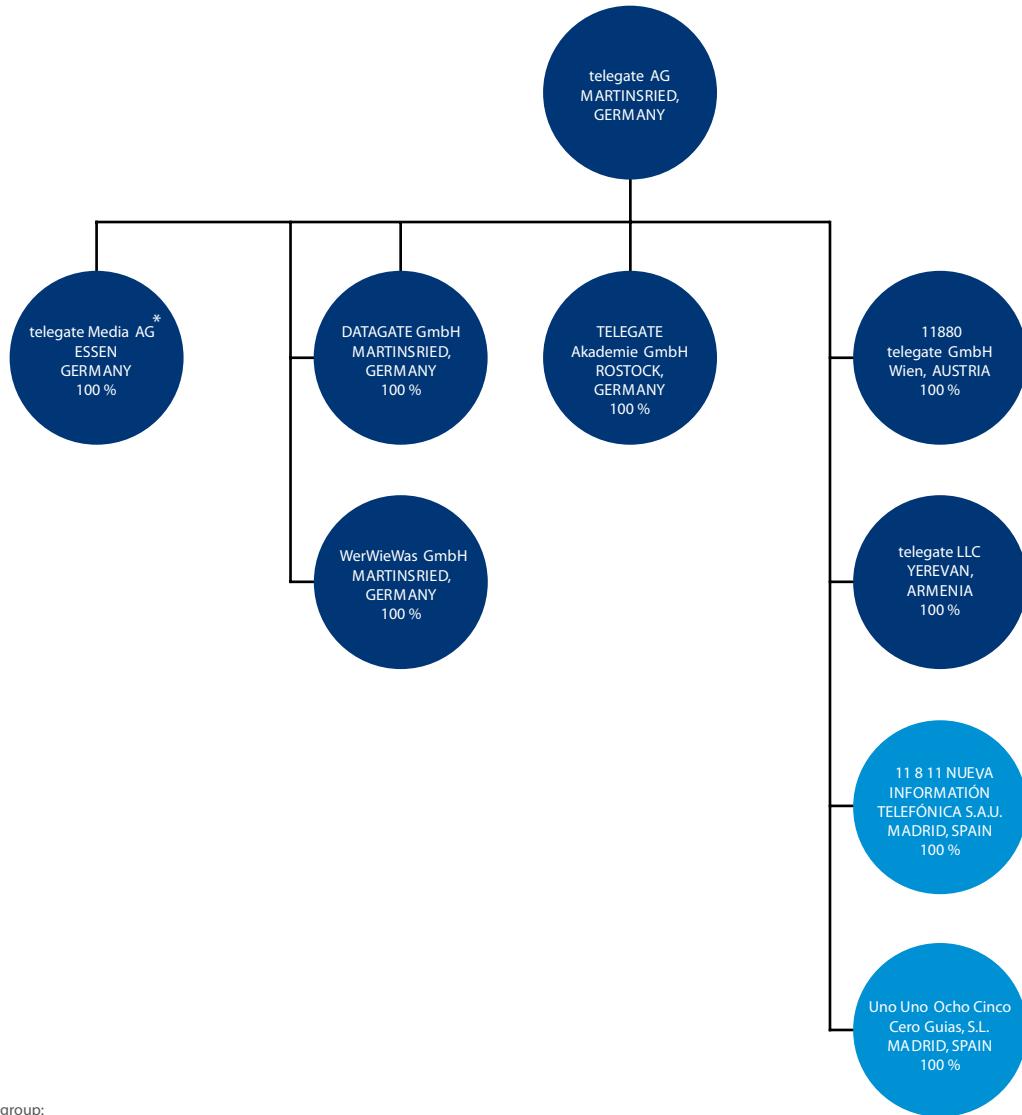 telegate AG
MARTINSRIED,
GERMANY
telegate Media AG*
ESSEN
GERMANY
100 %
DATAGATE GmbH
MARTINSRIED,
GERMANY
100 %
TELEGATE
Akademie GmbH
ROSTOCK,
GERMANY
100 %
11880
telegate GmbH
Wien, AUSTRIA
100 %
WerWieWas GmbH
MARTINSRIED,
GERMANY
100 %
telegate LLC
YEREVAN,
ARMENIA
100 %
11 8 11 NUEVA
INFORMATIÓN
TELEFÓNICA S.A.U.
MADRID, SPAIN
100 %
Uno Uno Ocho Cinco
Cero Guias, S.L.
MADRID, SPAIN
100 %
group: